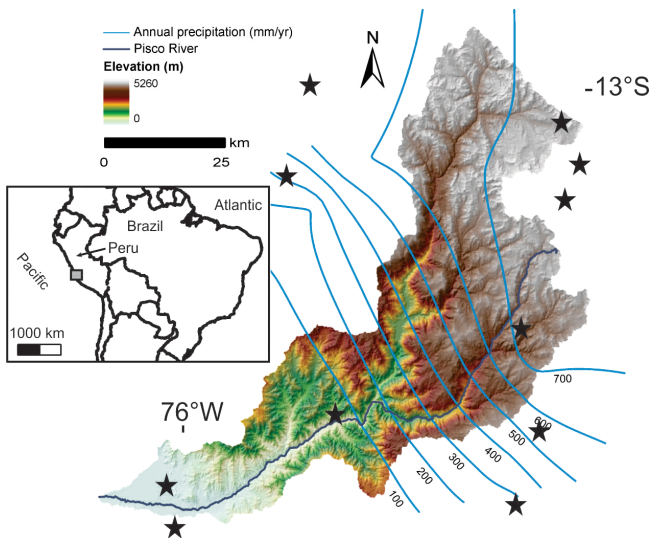 Annual precipitation (mm/yr)
Pisco River
Elevation (m)
5260
0
km
0 25
N
-13°S
Brazil
Atlantic
Peru
Pacific
1000 km
76°W
700
600
500
400
300
200
100